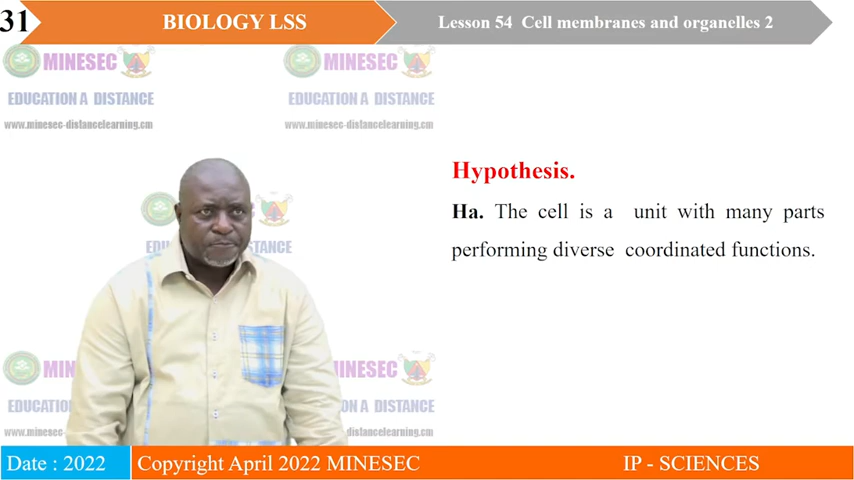 31
BIOLOGY LSS
Lesson 54 Cell membranes and organelles 2
MINESEC
MINESEC
EDUCATION A DISTANCE
EDUCATION A DISTANCE
www.minesec-distancelearning.cm
www.minesec-distancelearning.cm
Hypothesis.
Ha. The cell is a unit with many parts
performing diverse coordinated functions.
MIN
MINESEC
ON A DISTANCE
www.minesec-
distancelearning.cm
Date : 2022
Copyright April 2022 MINESEC
IP - SCIENCES